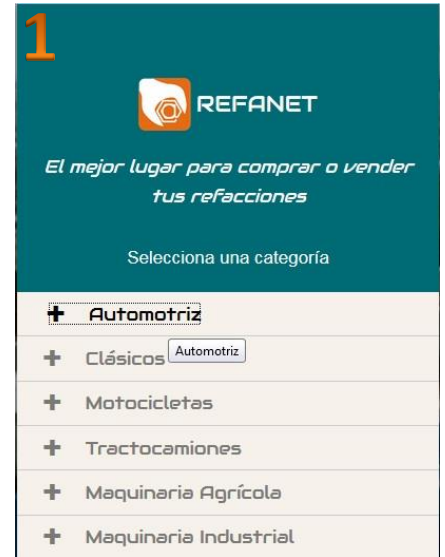 1
REFANET
El mejor lugar para comprar o vender
tus refacciones
Selecciona una categoría
+ Automotriz
+ Clásicos Automotriz
+ Motocicletas
+ Tractocamiones
+ Maquinaria Agrícola
+ Maquinaria Industrial